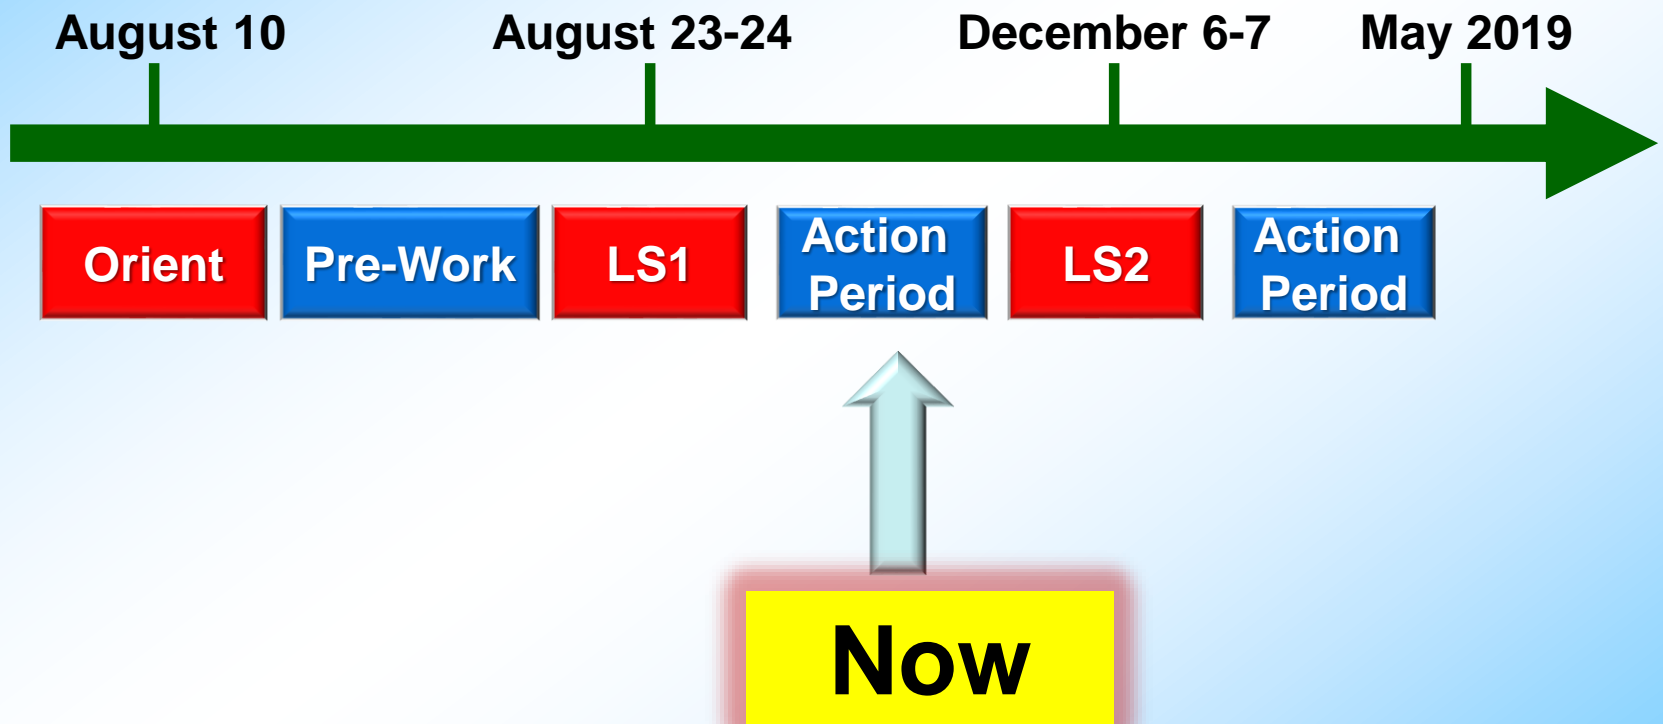 August 10 August 23-24 December 6-7 May 2019
Orient Pre-Work LS1 Action Period LS2 Action Period
Now